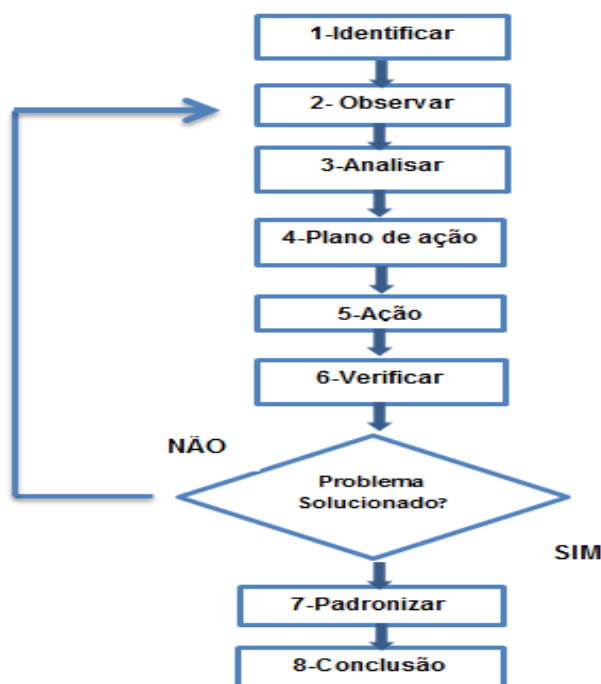 1-Identificar
2- Observar
3-Analisar
4-Plano de ação
5-Ação
6-Verificar
NÃO
Problema
Solucionado?
SIM
7-Padronizar
8-Conclusão